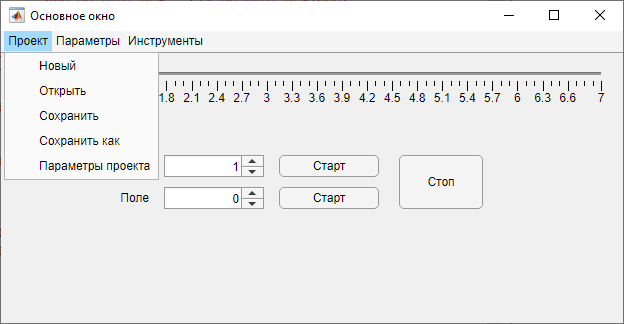 Основное окно
Проект Параметры Инструменты
Новый
Открыть
Сохранить
Сохранить как
Параметры проекта
1.8 2.1 2.4 2.7 3 3.3 3.6 3.9 4.2 4.5 4.8 5.1 5.4 5.7 6 6.3 6.6 7
1 Старт
Стоп
Поле 0 Старт